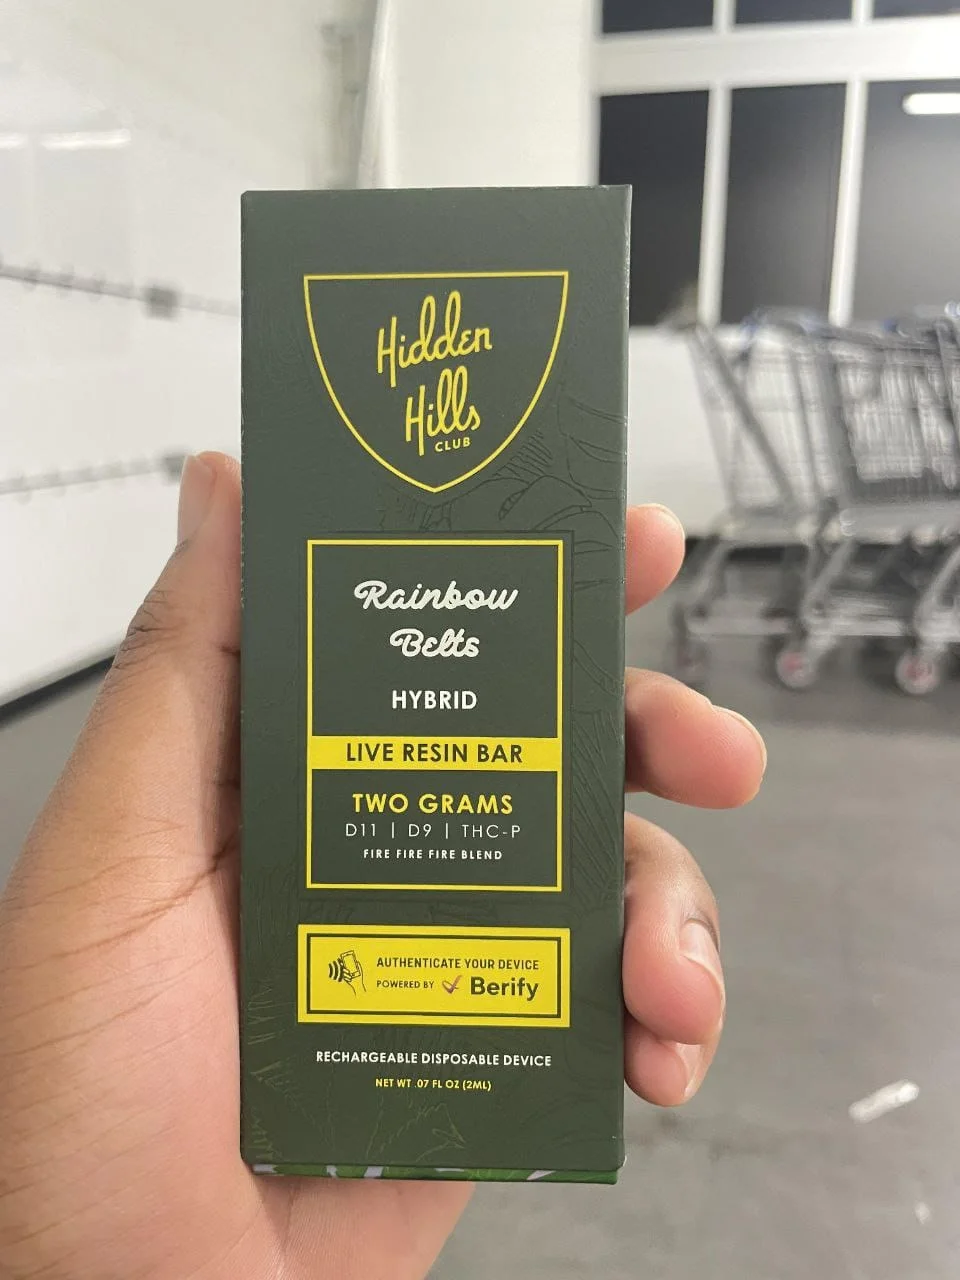 Hidden
Hills
CLUB
Rainbow
Belts
HYBRID
LIVE RESIN BAR
TWO GRAMS
D11 | D9 | THC-P
FIRE FIRE FIRE BLEND
AUTHENTICATE YOUR DEVICE
POWERED BY Berify
RECHARGEABLE DISPOSABLE DEVICE
NET WT .07 FL OZ (2ML)